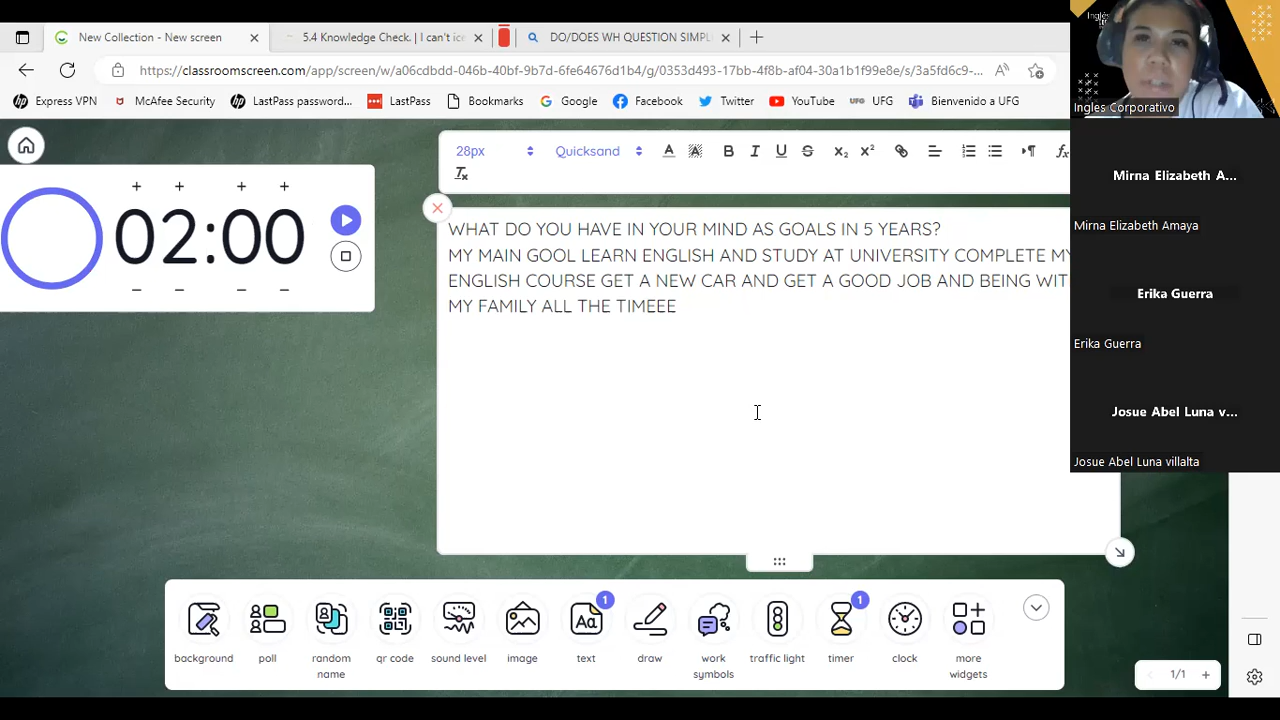 New Collection - New screen
5.4 Knowledge Check. | I can't ice
DO/DOES WH QUESTION SIMPL
https://classroomscreen.com/app/screen/w/a06cdbdd-046b-40bf-9b7d-6fe64676d1b4/g/0353d493-17bb-4f8b-af04-30a1b1f99e8e/s/3a5fd6c9-...
Express VPN
McAfee Security
LastPass password...
LastPass
Bookmarks
Google
Facebook
Twitter
YouTube
UFG UFG
Bienvenido a UFG
02:00
28px
Quicksand
WHAT DO YOU HAVE IN YOUR MIND AS GOALS IN 5 YEARS?
MY MAIN GOOL LEARN ENGLISH AND STUDY AT UNIVERSITY COMPLETE MY
ENGLISH COURSE GET A NEW CAR AND GET A GOOD JOB AND BEING WIT
MY FAMILY ALL THE TIMEEE
Inglés
Ingles Corporativo
Mirna Elizabeth A...
Mirna Elizabeth Amaya
Erika Guerra
Erika Guerra
Josue Abel Luna v...
Josue Abel Luna villalta
background
poll
random name
qr code
sound level
image
1
text
draw
work symbols
traffic light
1
timer
clock
more widgets
1/1